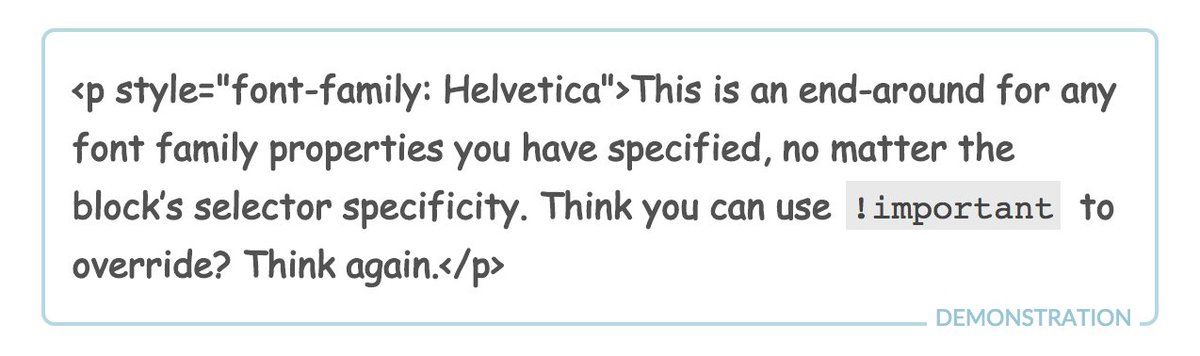 <p style="font-family: Helvetica">This is an end-around for any
font family properties you have specified, no matter the
block’s selector specificity. Think you can use !important to
override? Think again.</p>
DEMONSTRATION